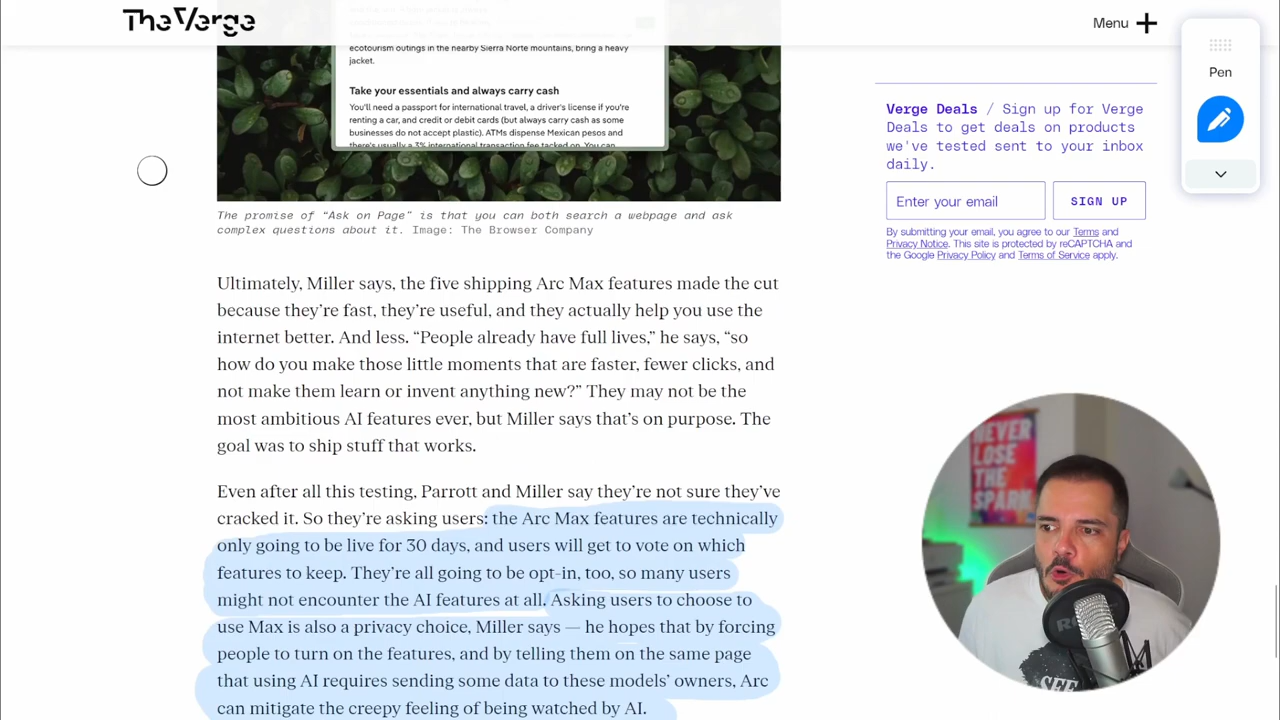 The Verge
Menu
Pen
ecotourism outings in the nearby Sierra Norte mountains, bring a heavy
jacket.
Take your essentials and always carry cash
You'll need a passport for international travel, a driver's license if you're
renting a car, and credit or debit cards (but always carry cash as some
businesses do not accept plastic). ATMs dispense Mexican pesos and
there's usually a 3% international transaction fee tacked on. You can
The promise of “Ask on Page” is that you can both search a webpage and ask
complex questions about it. Image: The Browser Company
Verge Deals / Sign up for Verge
Deals to get deals on products
we've tested sent to your inbox
daily.
Enter your email
SIGN UP
By submitting your email, you agree to our Terms and
Privacy Notice. This site is protected by reCAPTCHA and
the Google Privacy Policy and Terms of Service apply.
Ultimately, Miller says, the five shipping Arc Max features made the cut
because they’re fast, they’re useful, and they actually help you use the
internet better. And less. “People already have full lives,” he says, “so
how do you make those little moments that are faster, fewer clicks, and
not make them learn or invent anything new?” They may not be the
most ambitious AI features ever, but Miller says that’s on purpose. The
goal was to ship stuff that works.
Even after all this testing, Parrott and Miller say they’re not sure they’ve
cracked it. So they’re asking users: the Arc Max features are technically
only going to be live for 30 days, and users will get to vote on which
features to keep. They’re all going to be opt-in, too, so many users
might not encounter the AI features at all. Asking users to choose to
use Max is also a privacy choice, Miller says — he hopes that by forcing
people to turn on the features, and by telling them on the same page
that using AI requires sending some data to these models’ owners, Arc
can mitigate the creepy feeling of being watched by AI.
NEVER
LOSE
THE
SPARK
SEE